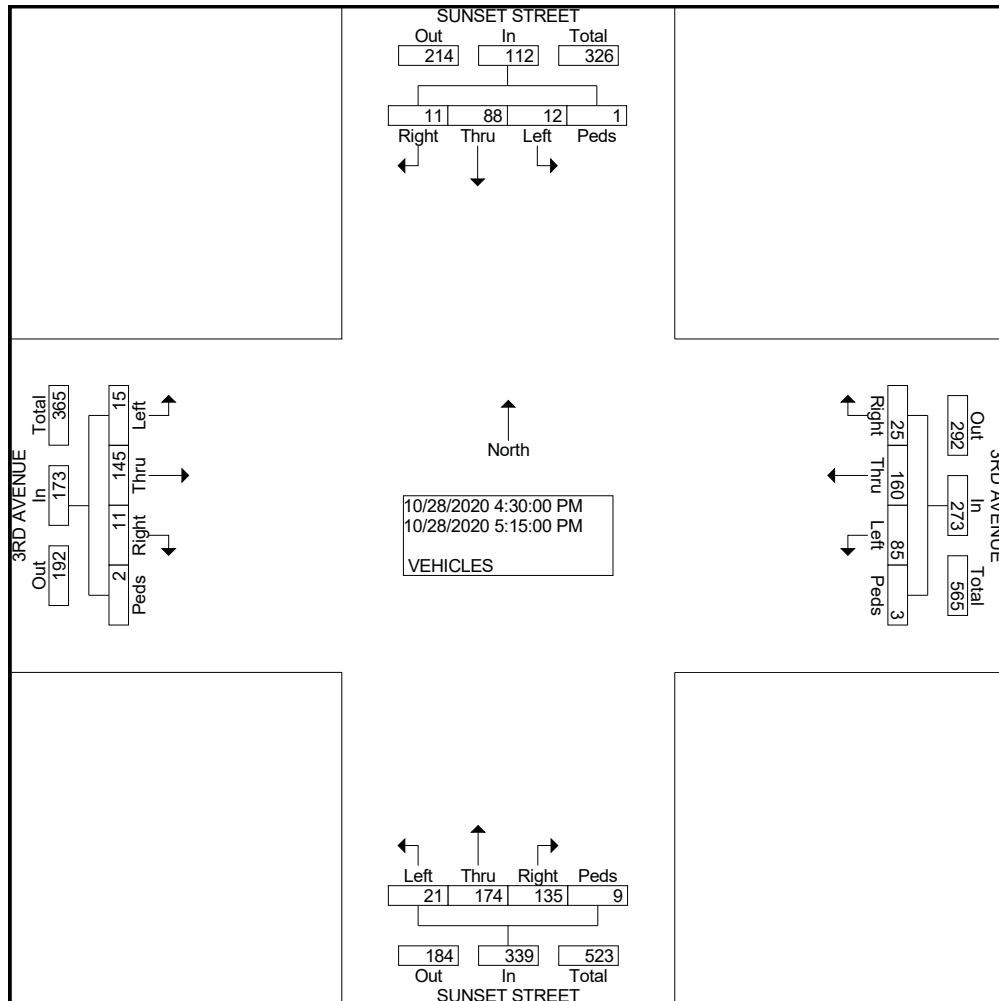 SUNSET STREET
Out In Total
214 112 326
11 88 12 1
Right Thru Left Peds
3RD AVENUE
Total In Out
365 173 192
15 145 11 2
Left Thru Right Peds
North
10/28/2020 4:30:00 PM
10/28/2020 5:15:00 PM
VEHICLES
Right Thru Left Peds
25 160 85 3
Out In Total
292 273 565
3RD AVENUE
Left Thru Right Peds
21 174 135 9
184 339 523
Out In Total
SUNSET STREET